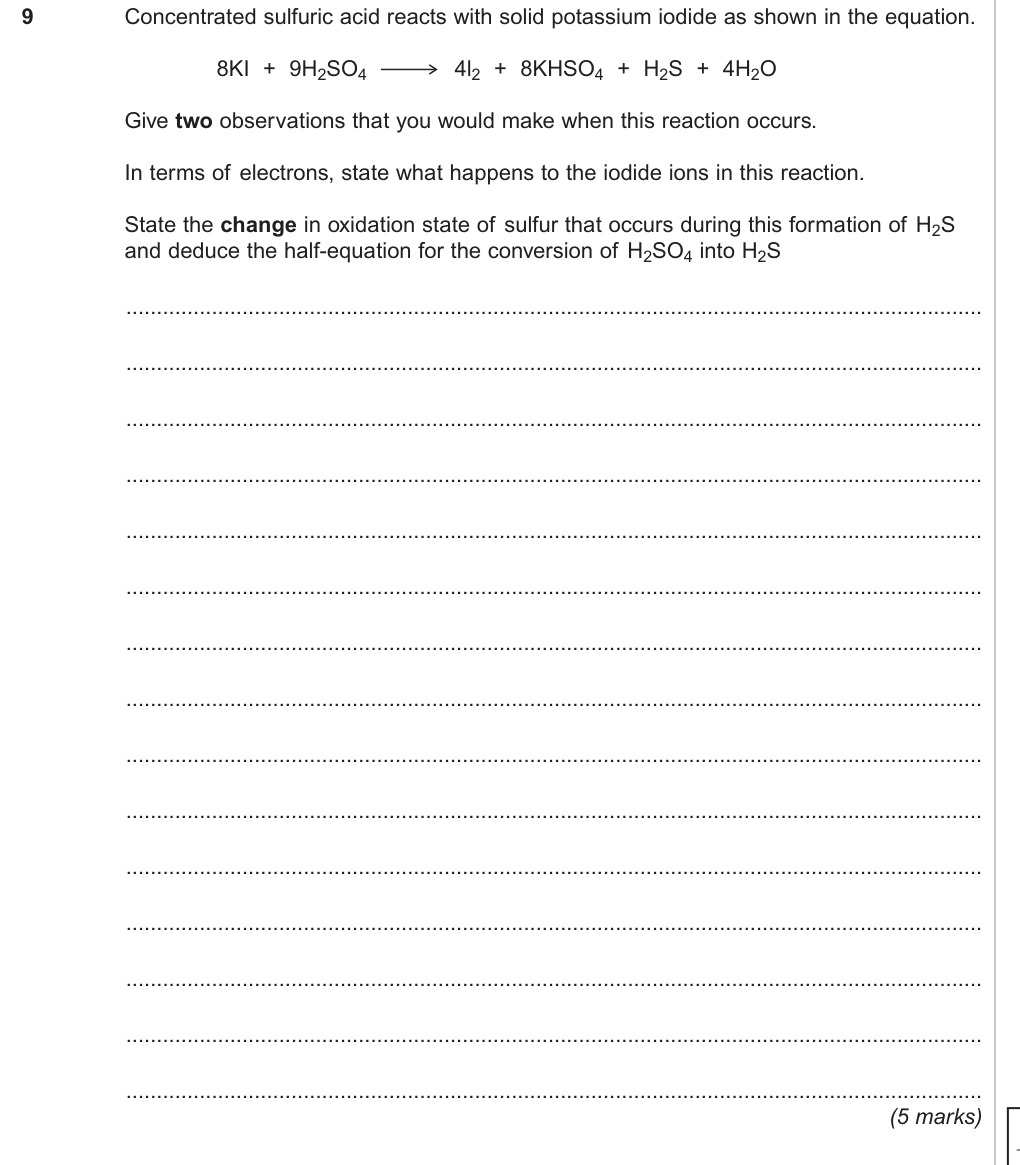 9 Concentrated sulfuric acid reacts with solid potassium iodide as shown in the equation.
8KI + 9H₂SO₄ ⟶ 4I₂ + 8KHSO₄ + H₂S + 4H₂O
Give two observations that you would make when this reaction occurs.
In terms of electrons, state what happens to the iodide ions in this reaction.
State the change in oxidation state of sulfur that occurs during this formation of H₂S
and deduce the half-equation for the conversion of H₂SO₄ into H₂S
(5 marks)